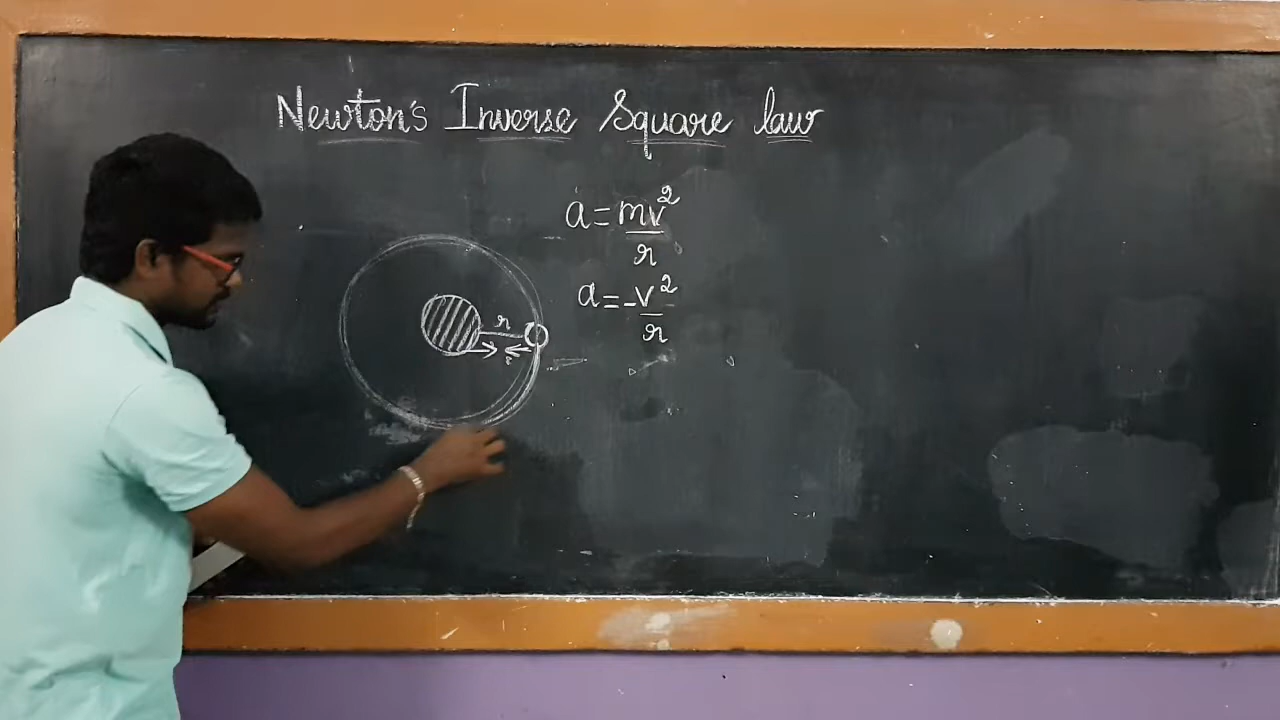 Newton's Inverse Square law
a = mv²/r
a = -v²/r
r